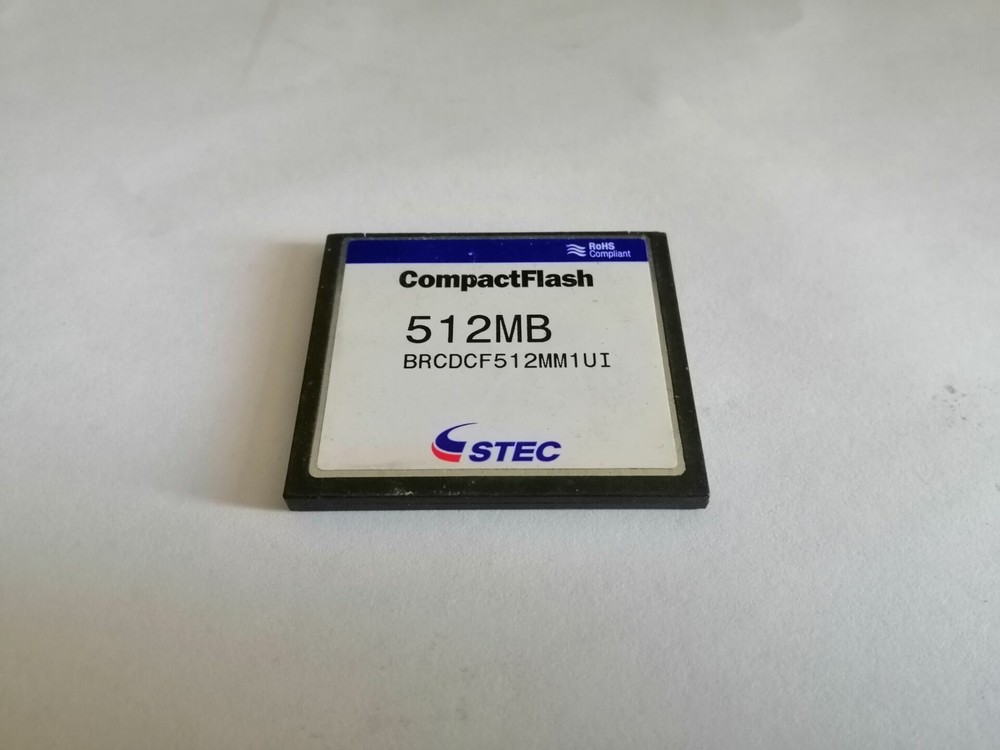 RoHS
Compliant
CompactFlash
512MB
BRCDCF512MM1UI
STEC